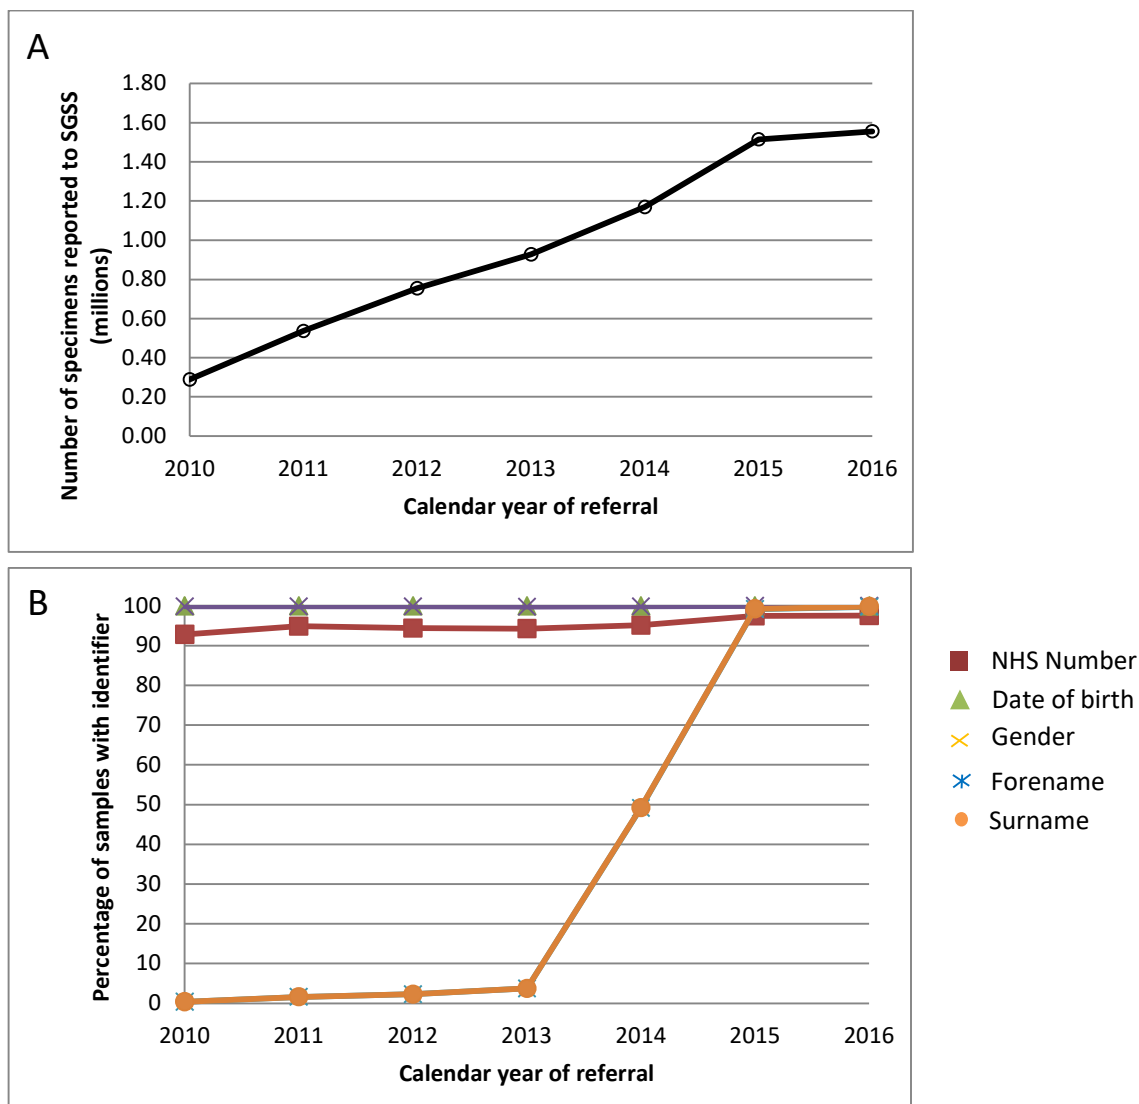 A
Number of specimens reported to SGSS
(millions)
1.80
1.60
1.40
1.20
1.00
0.80
0.60
0.40
0.20
0.00
2010 2011 2012 2013 2014 2015 2016
Calendar year of referral
B
Percentage of samples with identifier
100
90
80
70
60
50
40
30
20
10
0
2010 2011 2012 2013 2014 2015 2016
Calendar year of referral
NHS Number
Date of birth
Gender
Forename
Surname